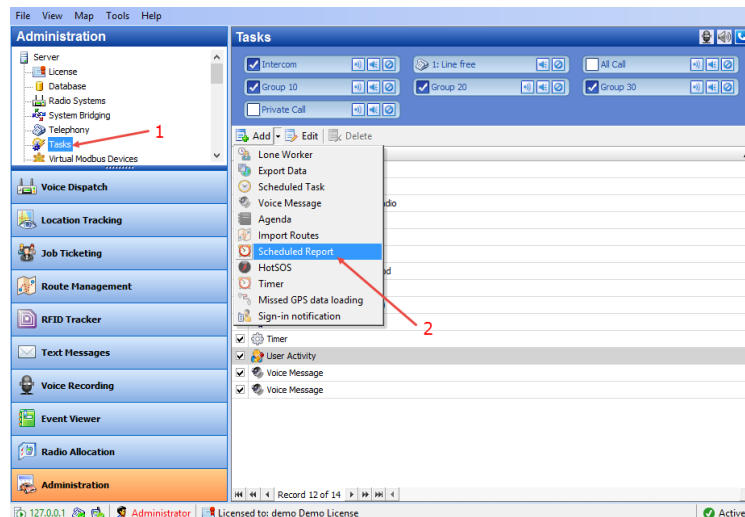 File View Map Tools Help
Administration
Server
License
Database
Radio Systems
System Bridging
Telephony
Tasks
Virtual Modbus Devices
1
Voice Dispatch
Location Tracking
Job Ticketing
Route Management
RFID Tracker
Text Messages
Voice Recording
Event Viewer
Radio Allocation
Administration
Tasks
Intercom 1: Line free All Call
Group 10 Group 20 Group 30
Private Call
Add Edit Delete
Lone Worker
Export Data
Scheduled Task
Voice Message
Agenda
Import Routes
Scheduled Report
HotSOS
Timer
Missed GPS data loading
Sign-in notification
2
Timer
User Activity
Voice Message
Voice Message
Record 12 of 14
127.0.0.1 Administrator Licensed to: demo Demo License Active